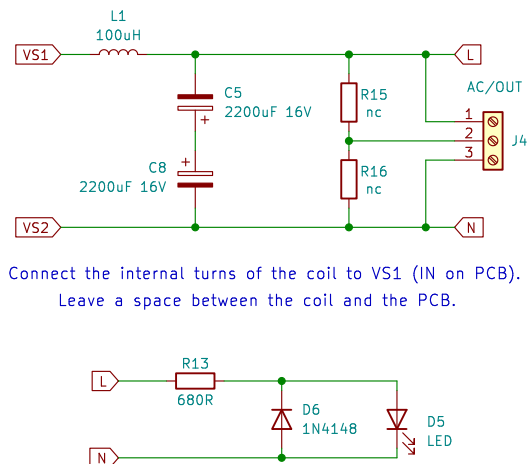 L1
100uH
VS1
L
C5
2200uF 16V
+
R15
nc
AC/OUT
1
2
3
J4
+
C8
2200uF 16V
R16
nc
VS2
N
Connect the internal turns of the coil to VS1 (IN on PCB).
Leave a space between the coil and the PCB.
R13
L
680R
D6
1N4148
D5
LED
N